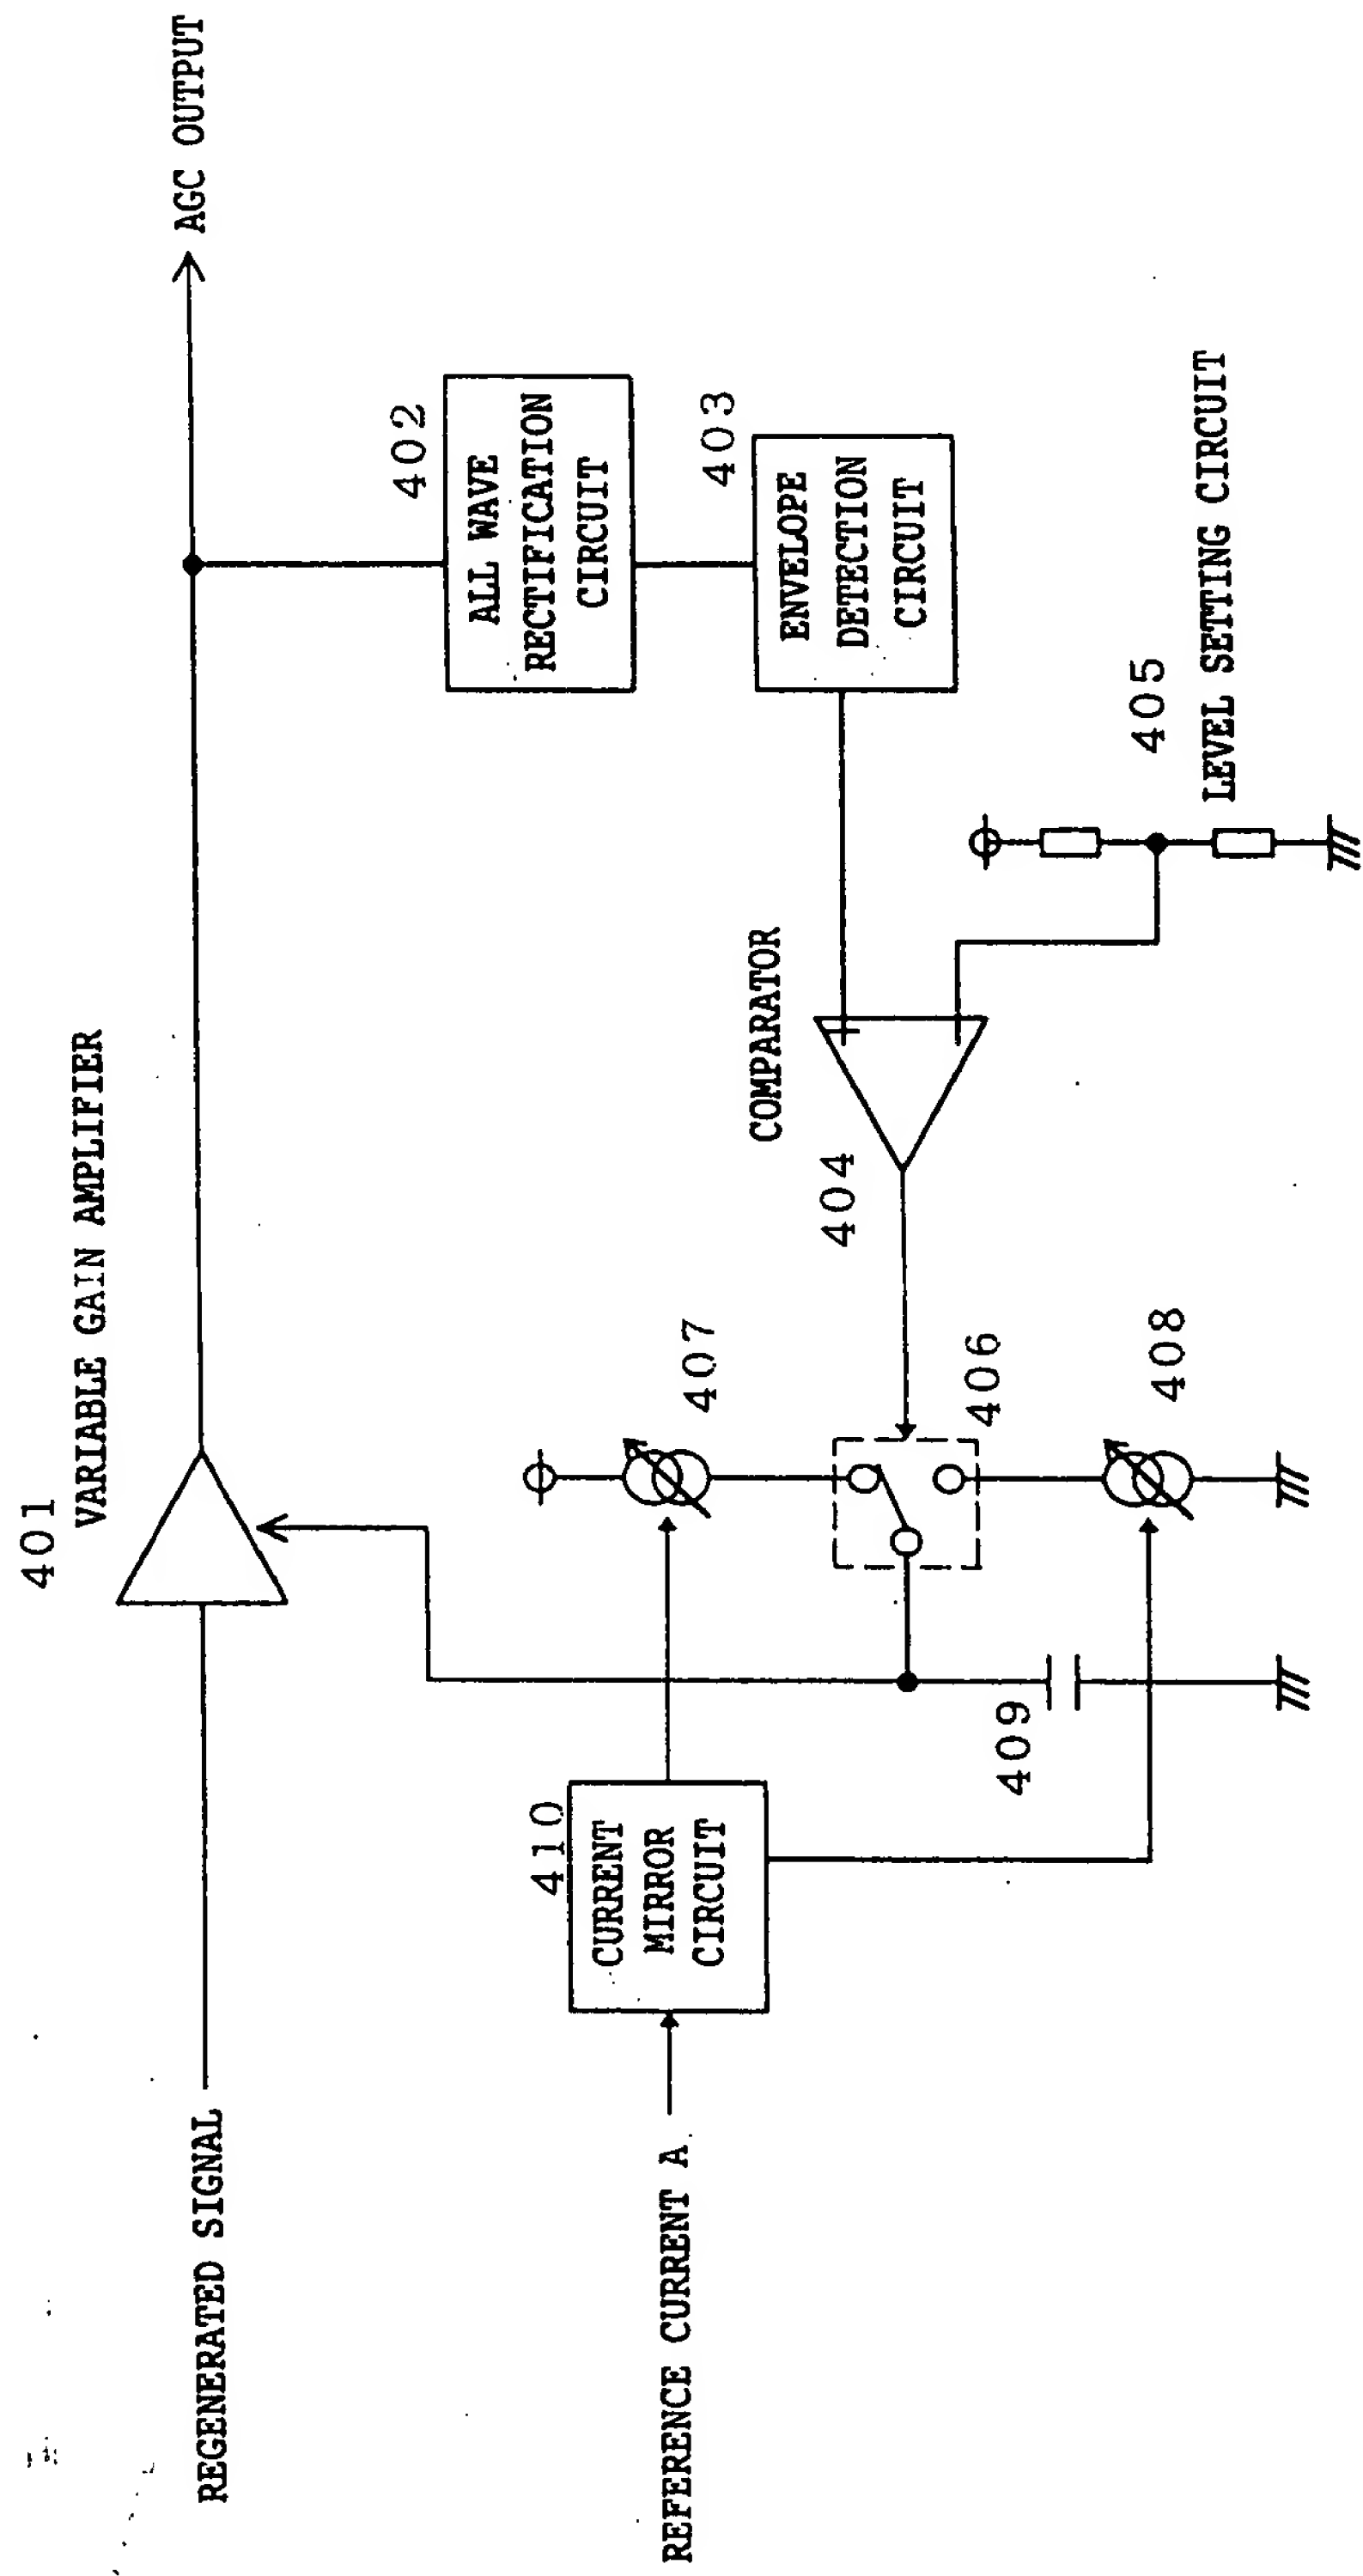 401
VARIABLE GAIN AMPLIFIER
REGENERATED SIGNAL
AGC OUTPUT
402
ALL WAVE
RECTIFICATION
CIRCUIT
403
ENVELOPE
DETECTION
CIRCUIT
COMPARATOR
404
405
LEVEL SETTING CIRCUIT
407
406
408
409
410
CURRENT
MIRROR
CIRCUIT
REFERENCE CURRENT A